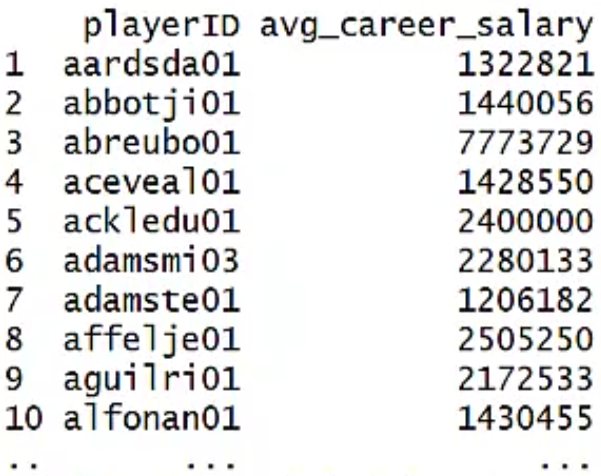 playerID avg_career_salary
1 aardsda01 1322821
2 abbotji01 1440056
3 abreubo01 7773729
4 aceveal01 1428550
5 ackledu01 2400000
6 adamsmi03 2280133
7 adamste01 1206182
8 affelje01 2505250
9 aguilri01 2172533
10 alfonan01 1430455
.. ... ...